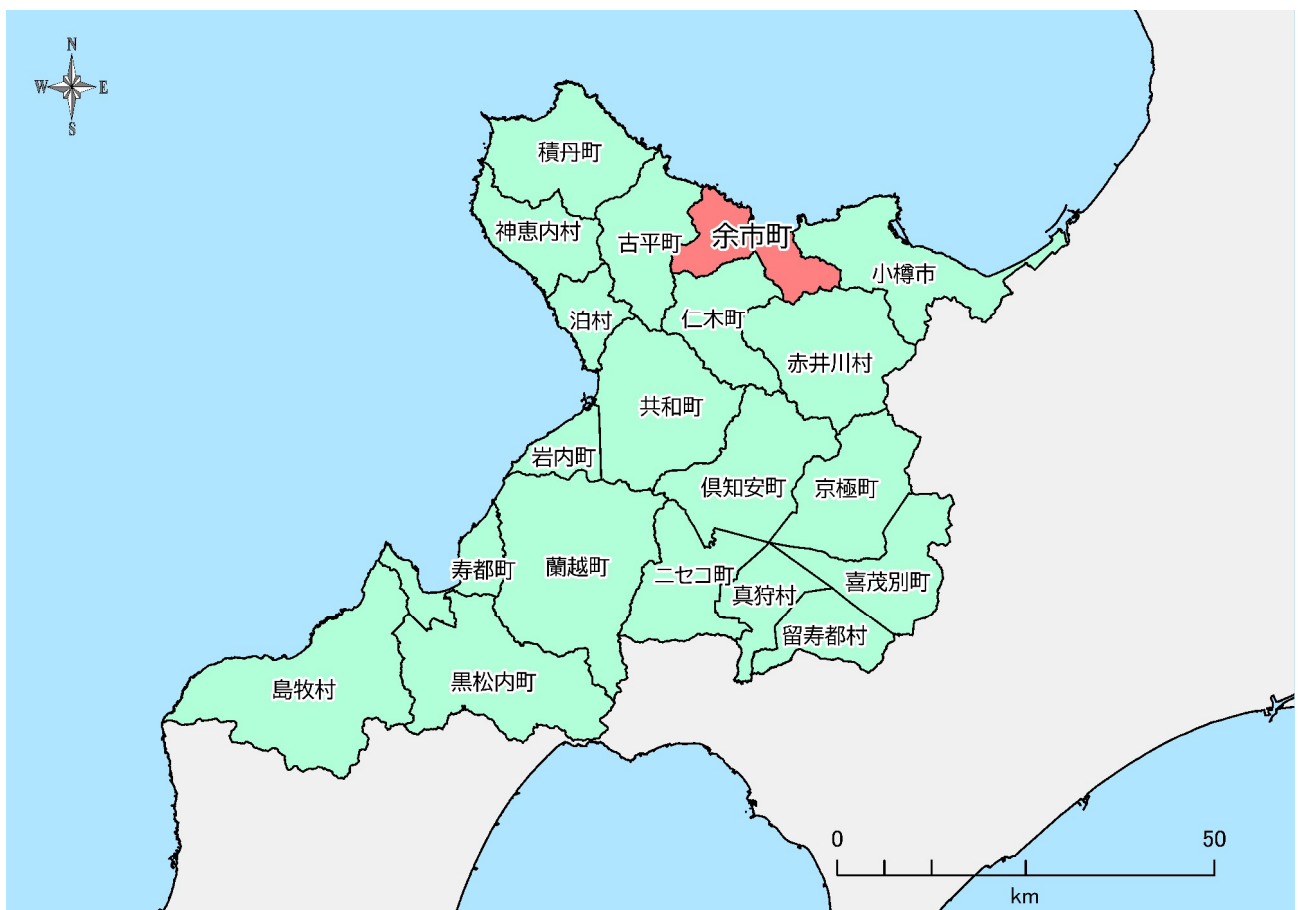 N
W E
S
積丹町
神恵内村
古平町
余市町
小樽市
泊村
仁木町
赤井川村
共和町
岩内町
倶知安町
京極町
寿都町
蘭越町
ニセコ町
真狩村
喜茂別町
留寿都村
島牧村
黒松内町
0 50
km